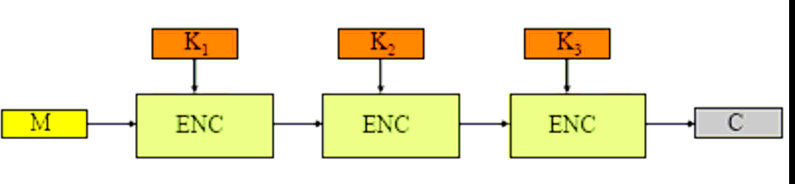 K₁ K₂ K₃
M ENC ENC ENC C